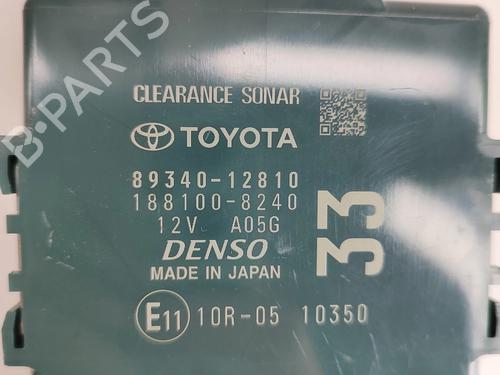 CLEARANCE SONAR
TOYOTA
89340-12810
188100-8240
12V A05G
DENSO
MADE IN JAPAN
E11 10R-05 10350
33
B-PARTS